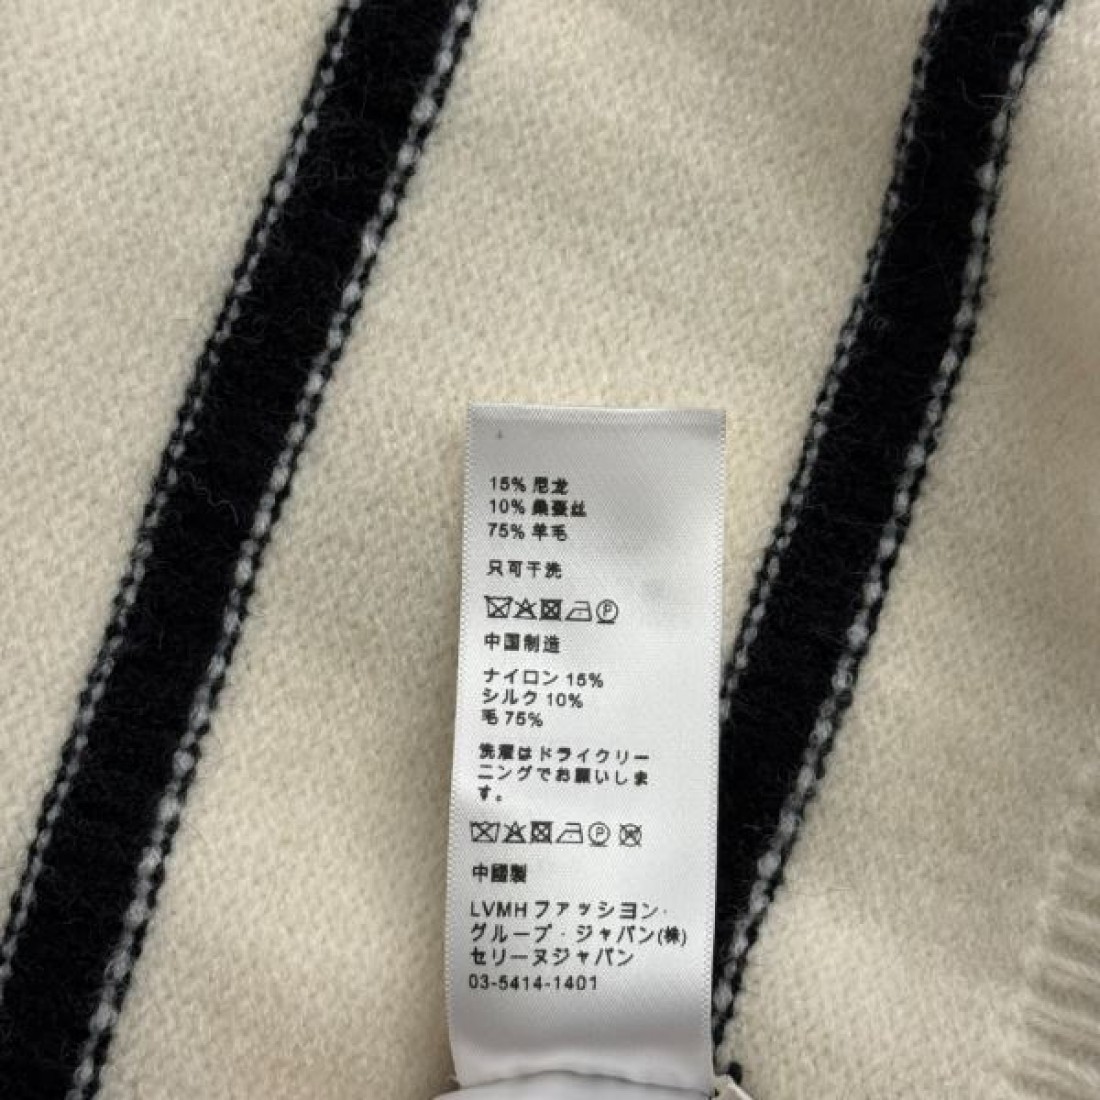 15% 尼龙
10% 桑蚕丝
75% 羊毛
只可干洗
中国制造
ナイロン 15%
シルク 10%
毛 75%
洗濯はドライクリー
ニングでお願いしま
す。
中國製
LVMH ファッション・
グループ・ジャパン(株)
セリーヌジャパン
03-5414-1401